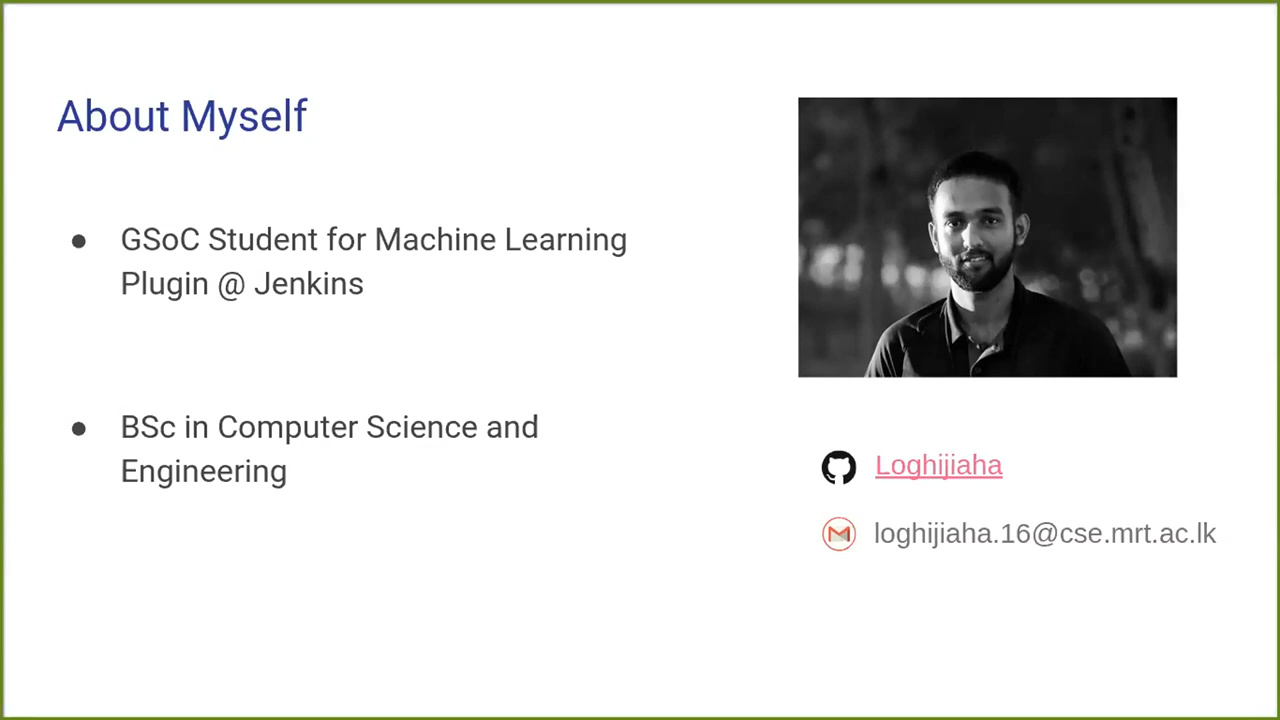 About Myself
● GSoC Student for Machine Learning
Plugin @ Jenkins
● BSc in Computer Science and
Engineering
Loghijiaha
loghijiaha.16@cse.mrt.ac.lk